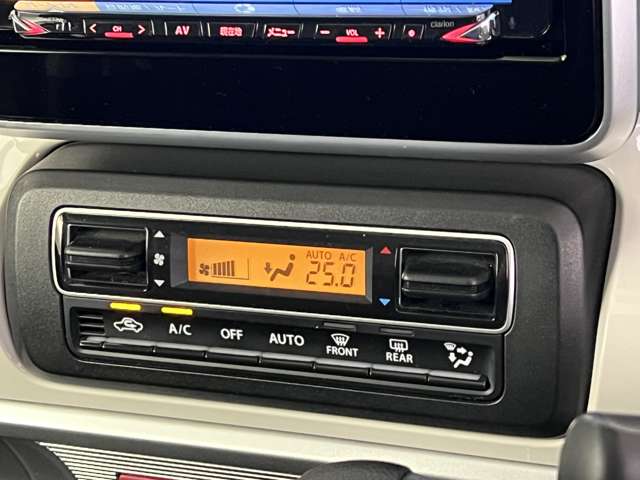 < CH > AV 現在地 メニュー − VOL + Clarion
AUTO A/C
25.0
A/C OFF AUTO FRONT REAR